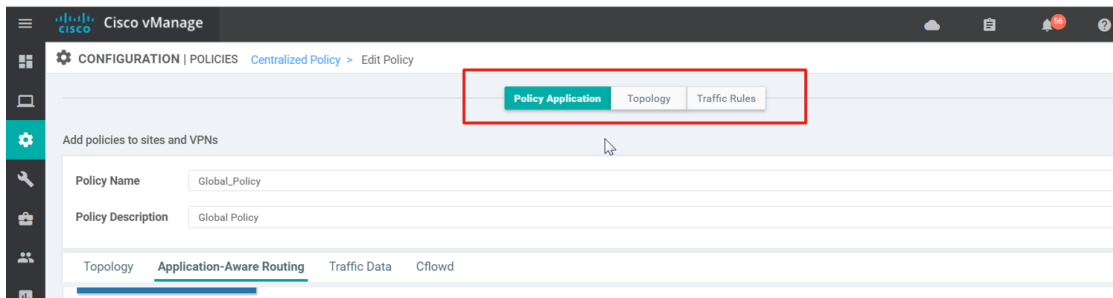 cisco Cisco vManage 56
CONFIGURATION | POLICIES Centralized Policy > Edit Policy
Policy Application Topology Traffic Rules
Add policies to sites and VPNs
Policy Name Global_Policy
Policy Description Global Policy
Topology Application-Aware Routing Traffic Data Cflowd